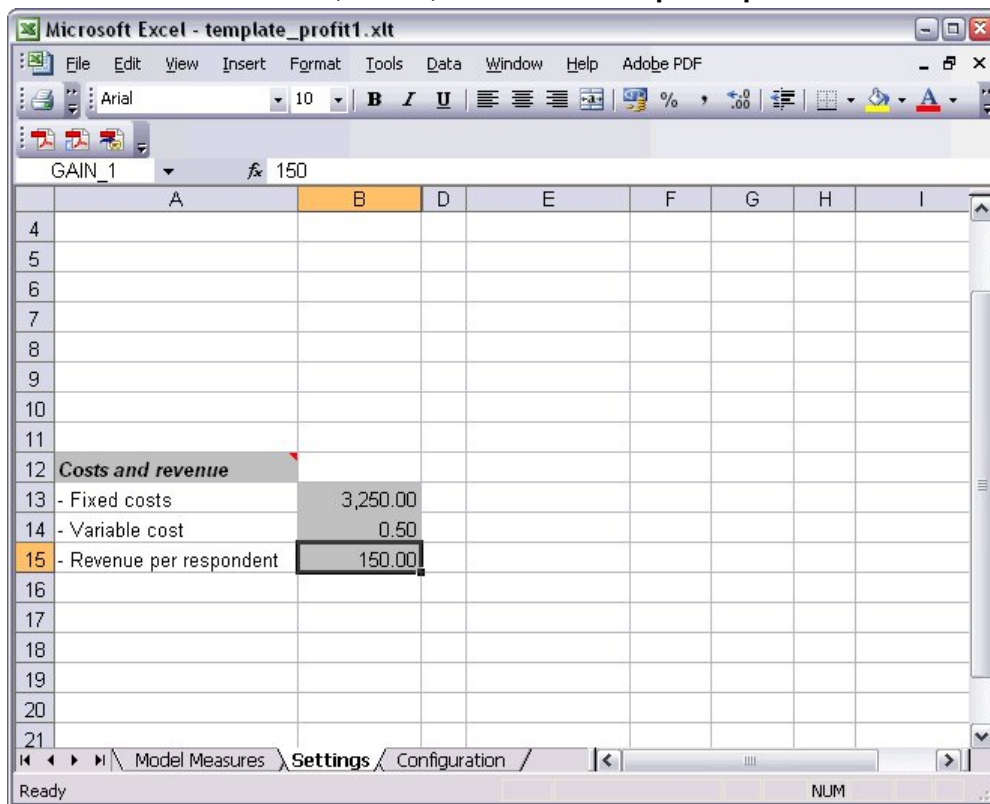 Microsoft Excel - template_profit1.xlt
File Edit View Insert Format Tools Data Window Help Adobe PDF
Arial 10 B I U % , .00 A
GAIN_1 fx 150
A B D E F G H I
4
5
6
7
8
9
10
11
12 Costs and revenue
13 - Fixed costs 3,250.00
14 - Variable cost 0.50
15 - Revenue per respondent 150.00
16
17
18
19
20
21
Model Measures Settings Configuration
Ready NUM